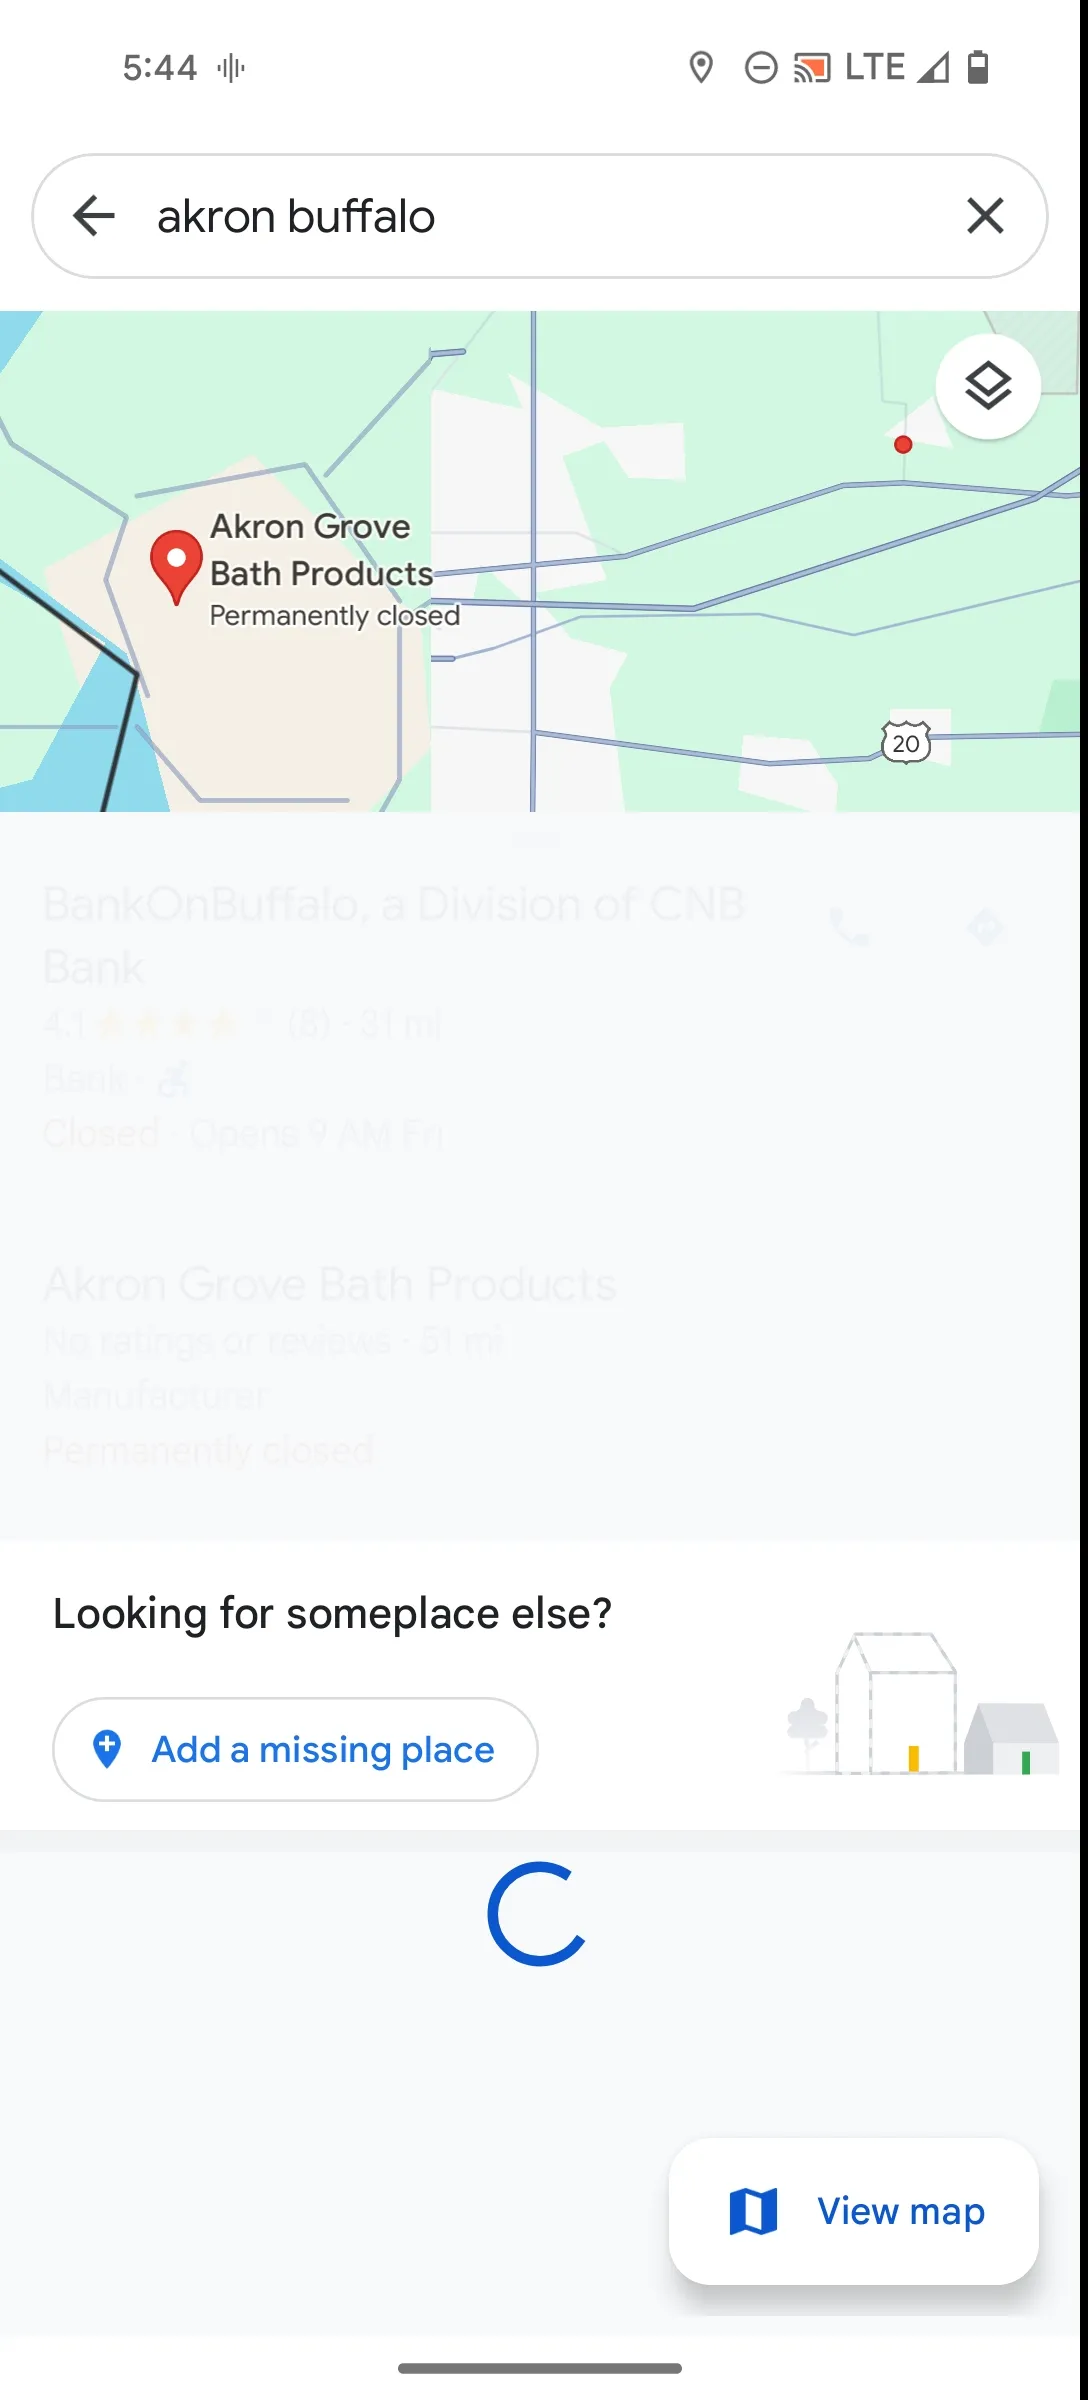 5:44
LTE
akron buffalo
Akron Grove
Bath Products
Permanently closed
20
BankOnBuffalo, a Division of CNB
Bank
4.1 (8) · 31 mi
Bank ·
Closed · Opens 9 AM Fri
Akron Grove Bath Products
No ratings or reviews · 51 mi
Manufacturer
Permanently closed
Looking for someplace else?
Add a missing place
View map